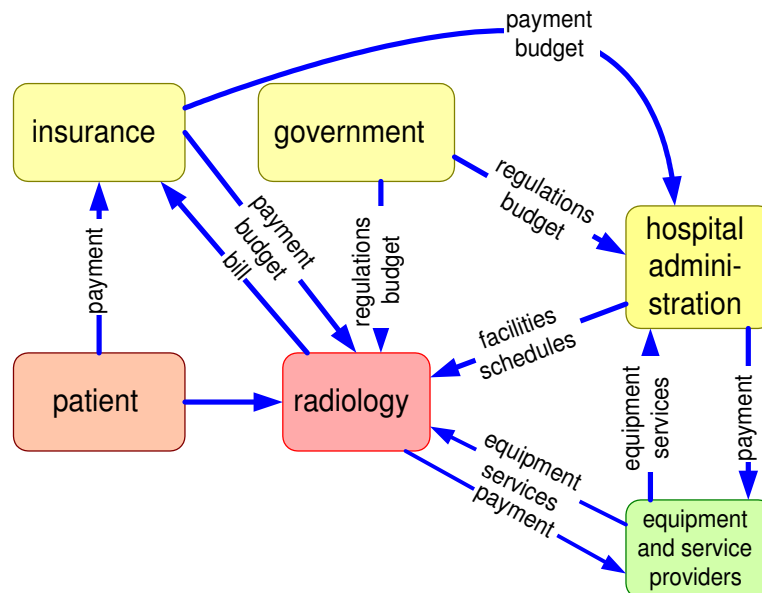 payment
budget
insurance
government
regulations
budget
payment
budget
bill
regulations
budget
payment
hospital
admini-
stration
facilities
schedules
patient
radiology
equipment
services
payment
equipment
services
payment
equipment
and service
providers